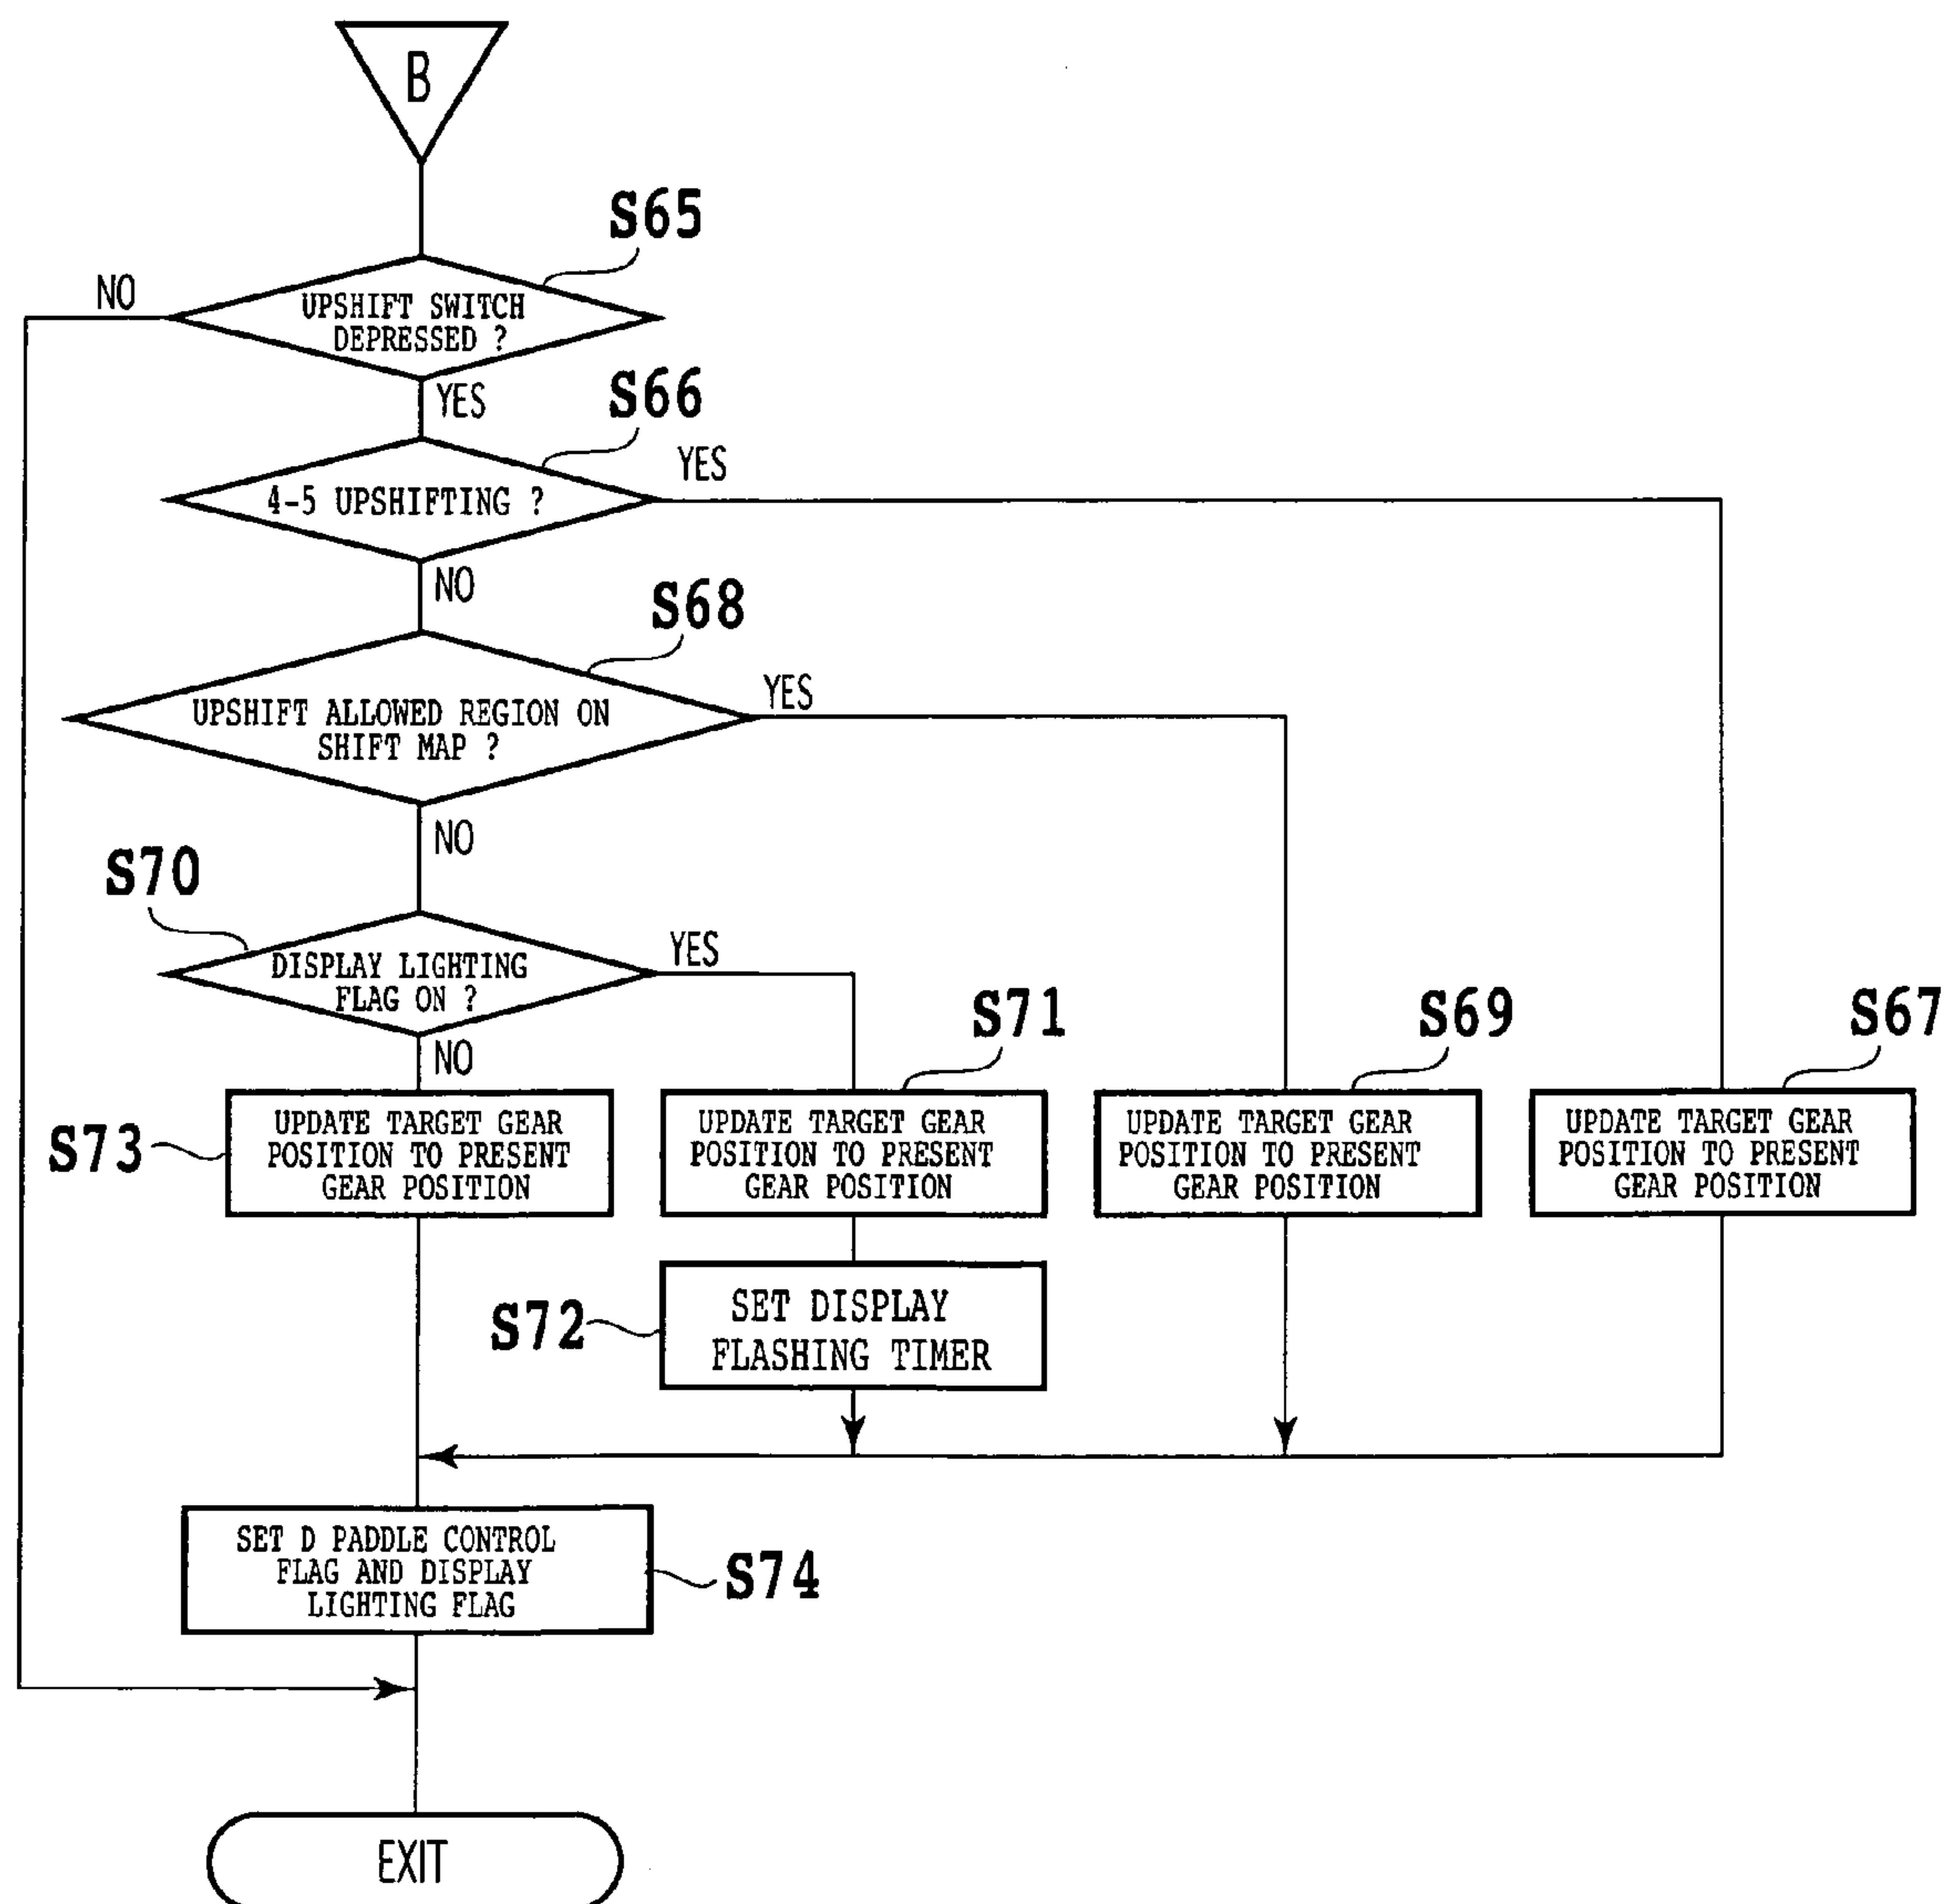 B
S65
NO
UPSHIFT SWITCH
DEPRESSED ?
YES
S66
YES
4-5 UPSHIFTING ?
NO
S68
YES
UPSHIFT ALLOWED REGION ON
SHIFT MAP ?
NO
S70
YES
DISPLAY LIGHTING
FLAG ON ?
NO
S71
S69
S67
S73
UPDATE TARGET GEAR
POSITION TO PRESENT
GEAR POSITION
UPDATE TARGET GEAR
POSITION TO PRESENT
GEAR POSITION
UPDATE TARGET GEAR
POSITION TO PRESENT
GEAR POSITION
UPDATE TARGET GEAR
POSITION TO PRESENT
GEAR POSITION
S72
SET DISPLAY
FLASHING TIMER
SET D PADDLE CONTROL
FLAG AND DISPLAY
LIGHTING FLAG
S74
EXIT